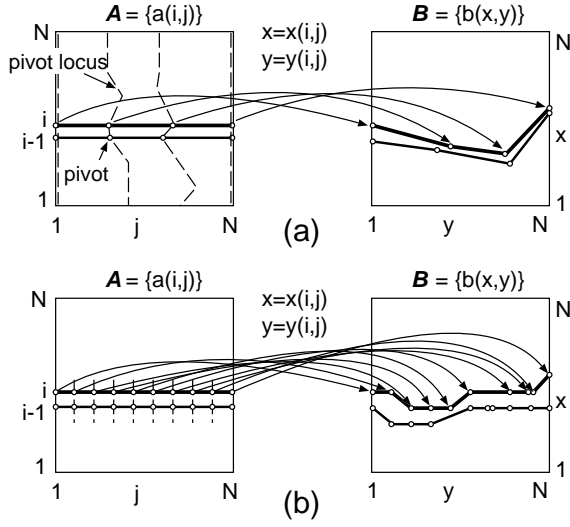 A = {a(i,j)}
B = {b(x,y)}
N
x=x(i,j)
y=y(i,j)
N
pivot locus
i
i-1
x
pivot
1
1
1
j
N
1
y
N
(a)
A = {a(i,j)}
B = {b(x,y)}
N
x=x(i,j)
y=y(i,j)
N
i
i-1
x
1
1
1
j
N
1
y
N
(b)